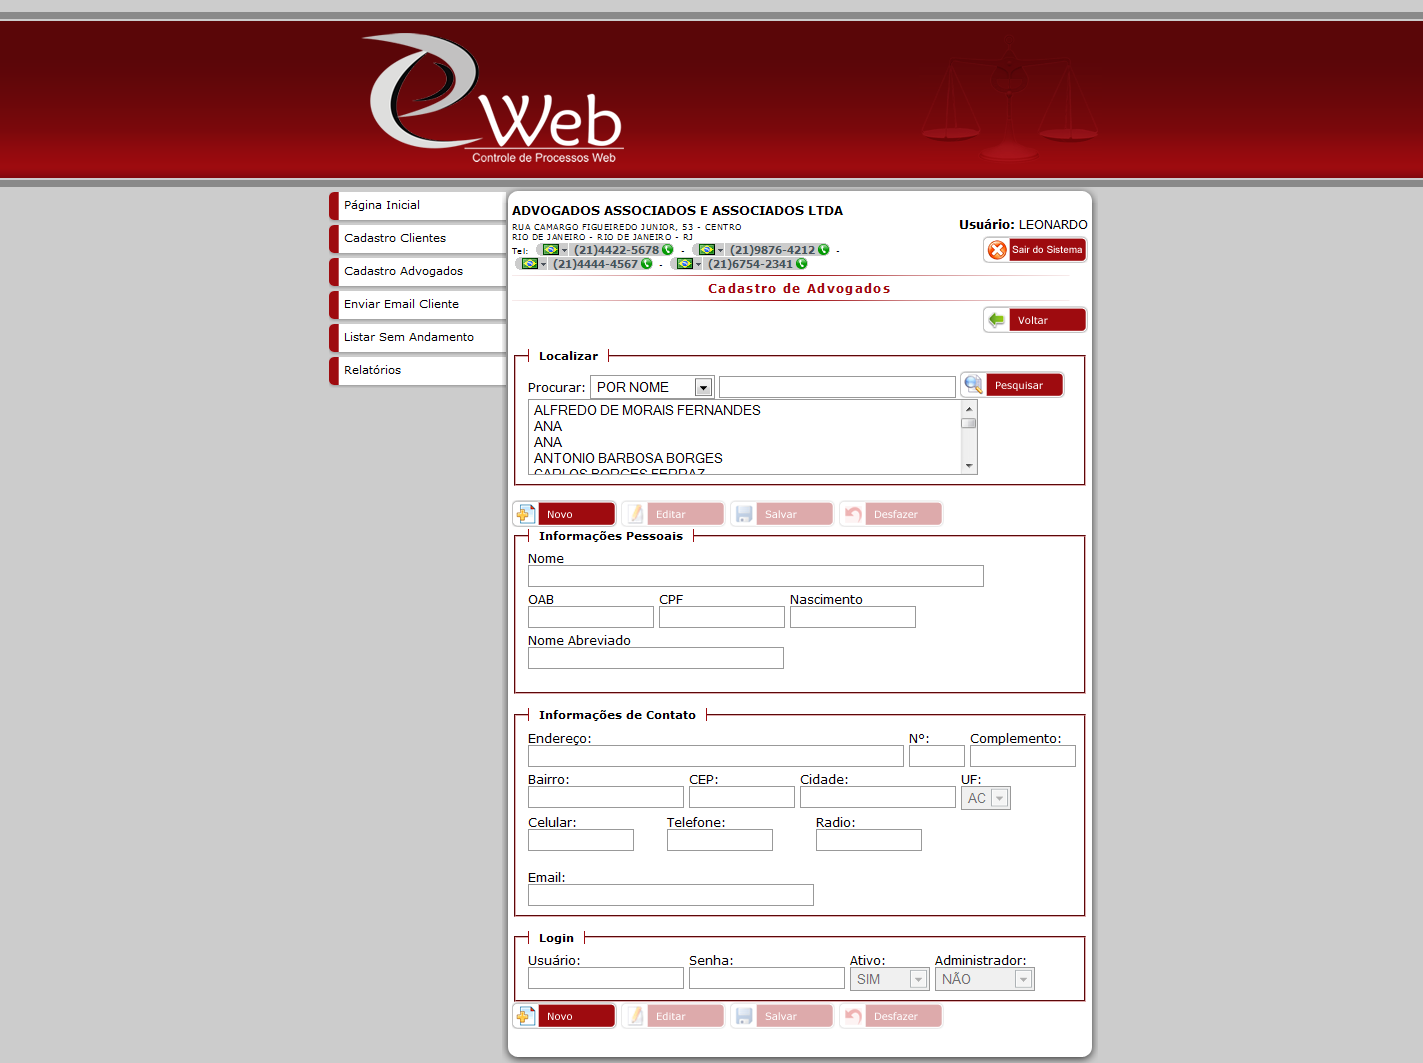 Web
Controle de Processos Web
Página Inicial
Cadastro Clientes
Cadastro Advogados
Enviar Email Cliente
Listar Sem Andamento
Relatórios
ADVOGADOS ASSOCIADOS E ASSOCIADOS LTDA
RUA CAMARGO FIGUEIREDO JUNIOR, 53 - CENTRO
RIO DE JANEIRO - RIO DE JANEIRO - RJ
Tel: (21)4422-5678 - (21)9876-4212 -
(21)4444-4567 - (21)6754-2341
Usuário: LEONARDO
Sair do Sistema
Cadastro de Advogados
Voltar
Localizar
Procurar: POR NOME Pesquisar
ALFREDO DE MORAIS FERNANDES
ANA
ANA
ANTONIO BARBOSA BORGES
CARLOS BORGES FERRAZ
Novo Editar Salvar Desfazer
Informações Pessoais
Nome
OAB CPF Nascimento
Nome Abreviado
Informações de Contato
Endereço: Nº: Complemento:
Bairro: CEP: Cidade: UF:
AC
Celular: Telefone: Radio:
Email:
Login
Usuário: Senha: Ativo: Administrador:
SIM NÃO
Novo Editar Salvar Desfazer